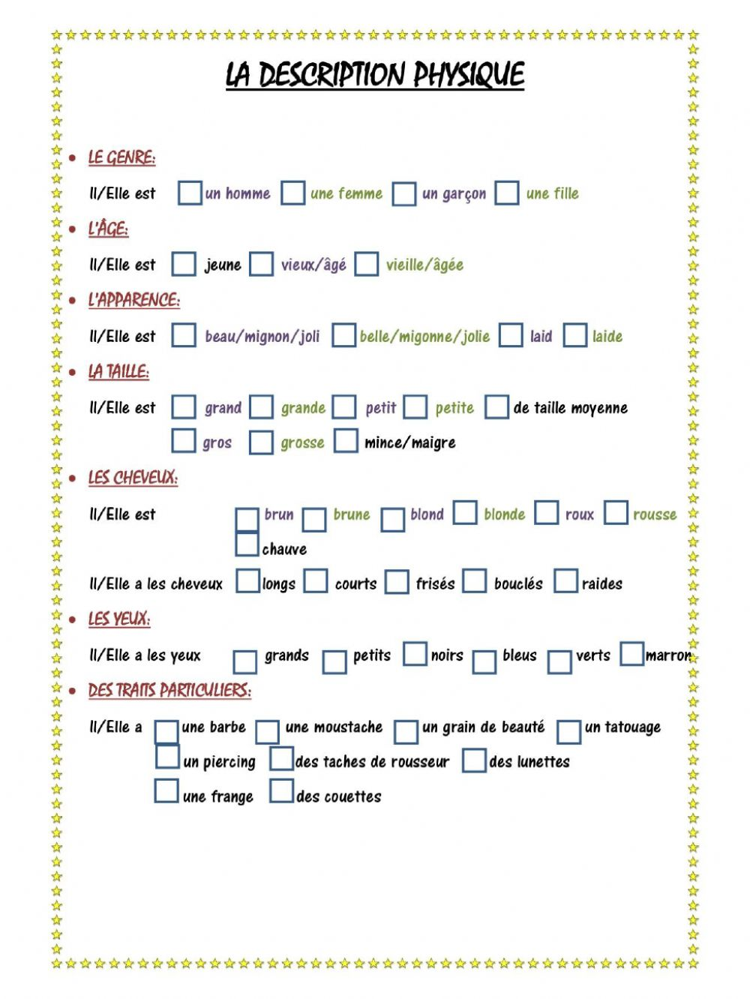 LA DESCRIPTION PHYSIQUE
LE GENRE:
Il/Elle est un homme une femme un garçon une fille
L'ÂGE:
Il/Elle est jeune vieux/âgé vieille/âgée
L'APPARENCE:
Il/Elle est beau/mignon/joli belle/migonne/jolie laid laide
LA TAILLE:
Il/Elle est grand grande petit petite de taille moyenne
gros grosse mince/maigre
LES CHEVEUX:
Il/Elle est brun brune blond blonde roux rousse
chauve
Il/Elle a les cheveux longs courts frisés bouclés raides
LES YEUX:
Il/Elle a les yeux grands petits noirs bleus verts marron
DES TRAITS PARTICULIERS:
Il/Elle a une barbe une moustache un grain de beauté un tatouage
un piercing des taches de rousseur des lunettes
une frange des couettes